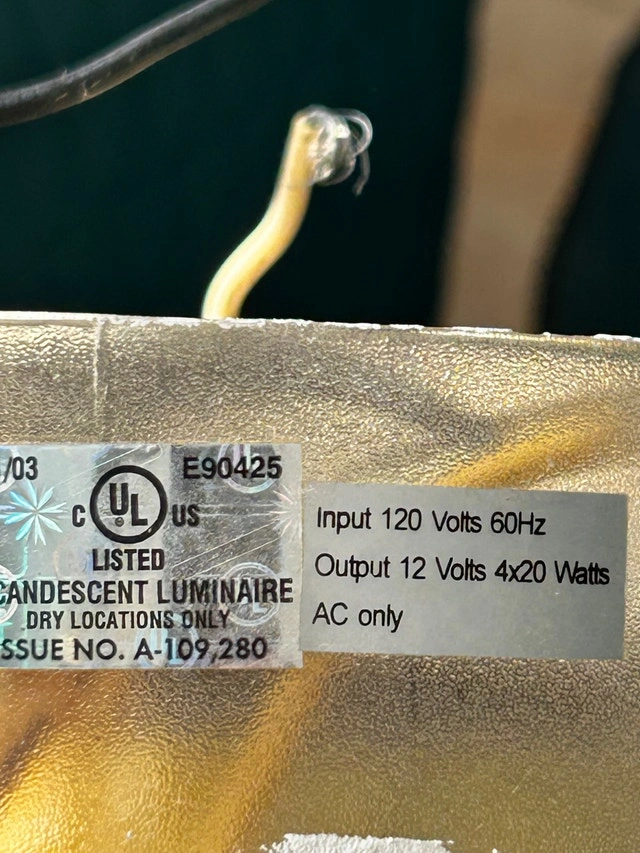 /03
E90425
C UL US
®
LISTED
CANDESCENT LUMINAIRE
DRY LOCATIONS ONLY
SSUE NO. A-109,280
Input 120 Volts 60Hz
Output 12 Volts 4x20 Watts
AC only